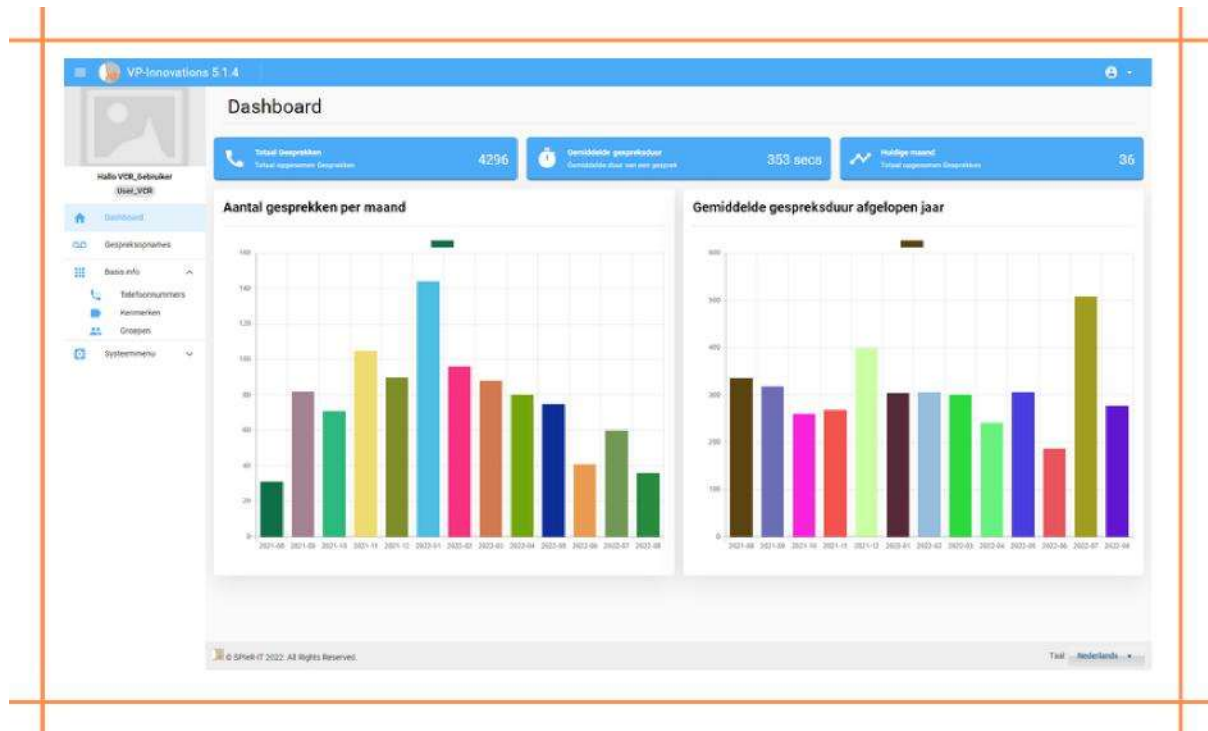 VP-Innovations 5.1.4
Dashboard
Totaal Gesprekken
Totaal opgenomen Gesprekken
4296
Gemiddelde gespreksduur
Gemiddelde duur van een gesprek
353 secs
Huidige maand
Totaal opgenomen Gesprekken
36
Hallo VCR_Gebruiker
User_VCR
Dashboard
Gespreksopnames
Basis info
Telefoonnummers
Kenmerken
Groepen
Systeemmenu
Aantal gesprekken per maand
160
140
120
100
80
60
40
20
0
2021-08 2021-09 2021-10 2021-11 2021-12 2022-01 2022-02 2022-03 2022-04 2022-05 2022-06 2022-07 2022-08
Gemiddelde gespreksduur afgelopen jaar
600
500
400
300
200
100
0
2021-08 2021-09 2021-10 2021-11 2021-12 2022-01 2022-02 2022-03 2022-04 2022-05 2022-06 2022-07 2022-08
© SPIeR-IT 2022. All Rights Reserved.
Taal: Nederlands